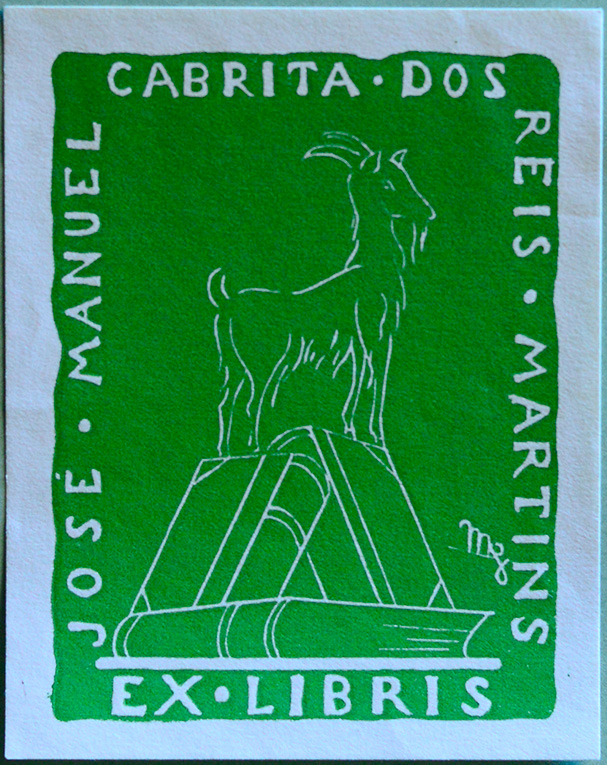 JOSÉ · MANUEL
CABRITA · DOS
REIS · MARTINS
EX · LIBRIS